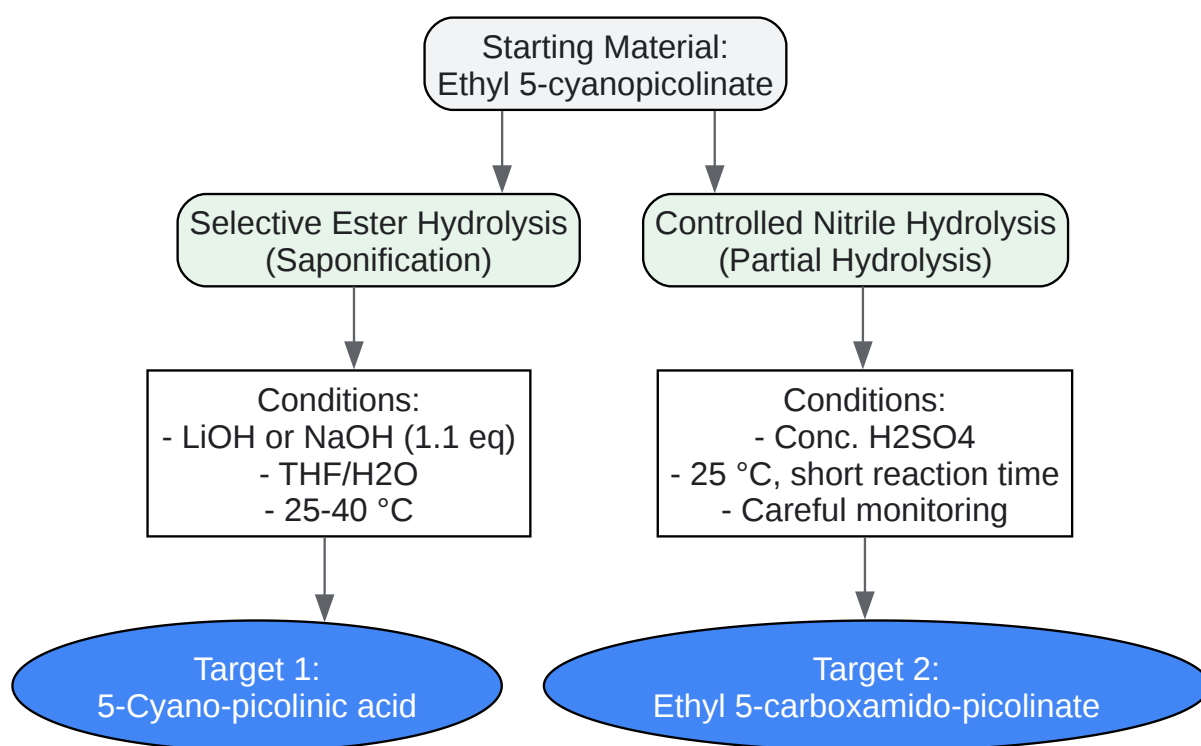 Starting Material:
Ethyl 5-cyanopicolinate
Selective Ester Hydrolysis
(Saponification)
Controlled Nitrile Hydrolysis
(Partial Hydrolysis)
Conditions:
- LiOH or NaOH (1.1 eq)
- THF/H2O
- 25-40 °C
Conditions:
- Conc. H2SO4
- 25 °C, short reaction time
- Careful monitoring
Target 1:
5-Cyano-picolinic acid
Target 2:
Ethyl 5-carboxamido-picolinate